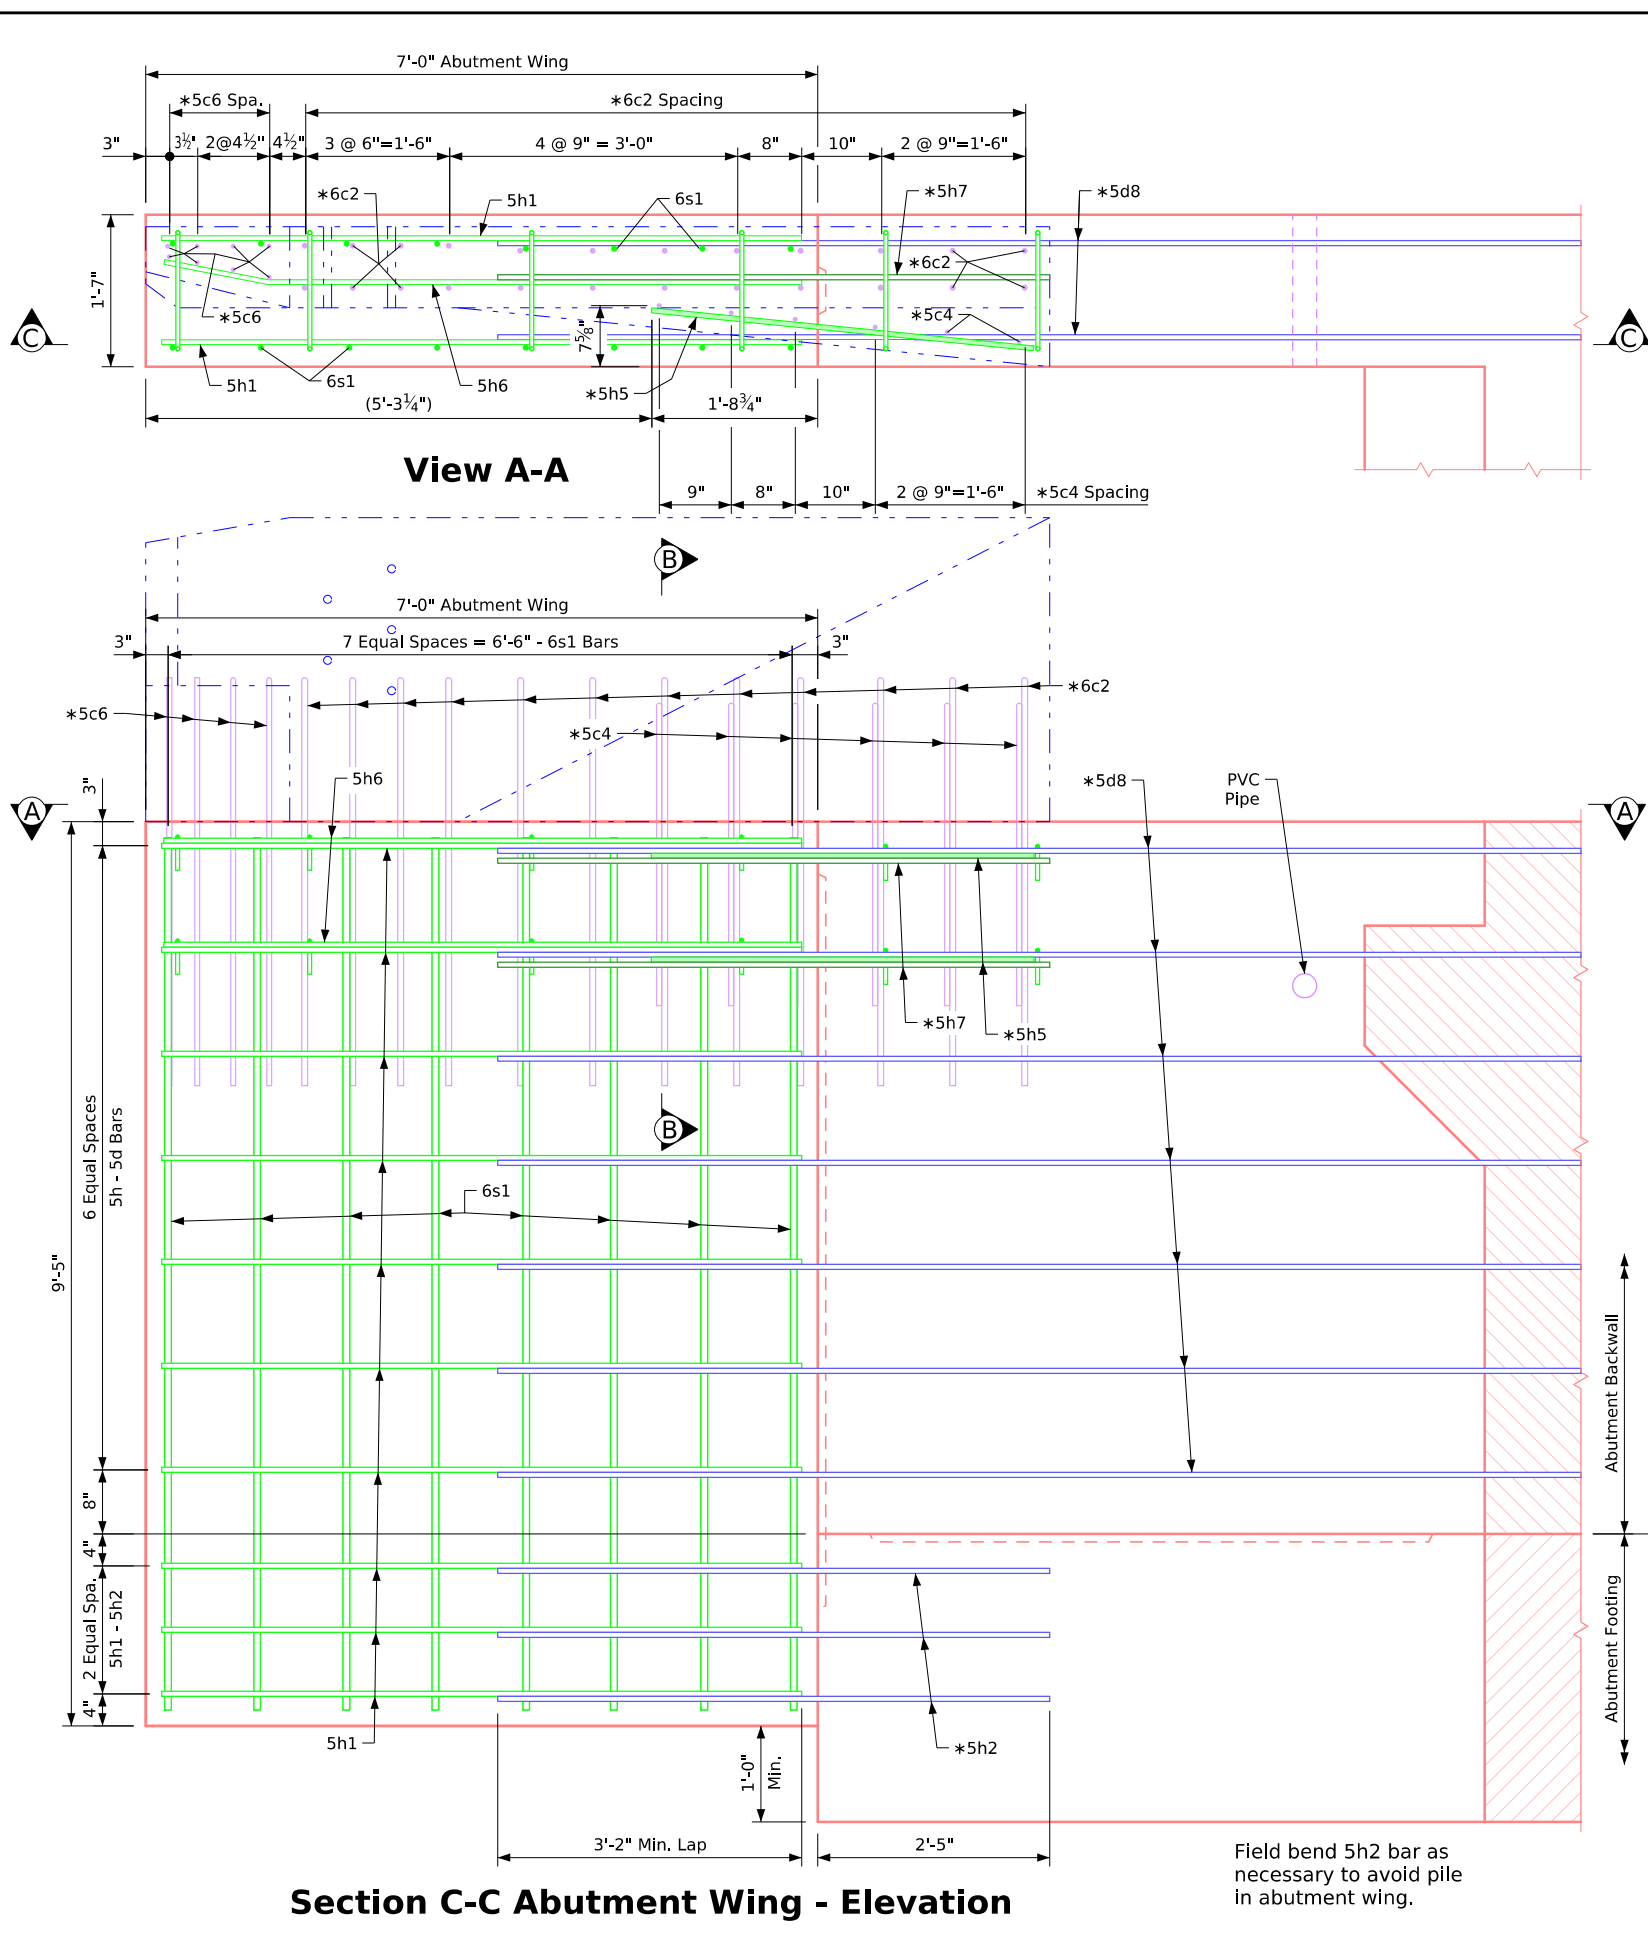 7'-0" Abutment Wing
∗5c6 Spa.
∗6c2 Spacing
3"
3½"
2@4½"
4½"
3 @ 6"=1'-6"
4 @ 9" = 3'-0"
8"
10"
2 @ 9"=1'-6"
∗6c2
5h1
6s1
∗5h7
∗5d8
1'-7"
∗6c2
C
∗5c6
∗5c4
C
7⅝"
5h1
6s1
5h6
∗5h5
(5'-3¼")
1'-8¾"
View A-A
9"
8"
10"
2 @ 9"=1'-6"
∗5c4 Spacing
B
7'-0" Abutment Wing
3"
7 Equal Spaces = 6'-6" - 6s1 Bars
3"
∗6c2
∗5c6
∗5c4
3"
5h6
∗5d8
PVC
Pipe
A
A
∗5h7
∗5h5
B
6 Equal Spaces
5h - 5d Bars
6s1
9'-5"
Abutment Backwall
8"
4"
2 Equal Spa.
5h1 - 5h2
4"
Abutment Footing
5h1
∗5h2
1'-0"
Min.
3'-2" Min. Lap
2'-5"
Field bend 5h2 bar as
necessary to avoid pile
in abutment wing.
Section C-C Abutment Wing - Elevation